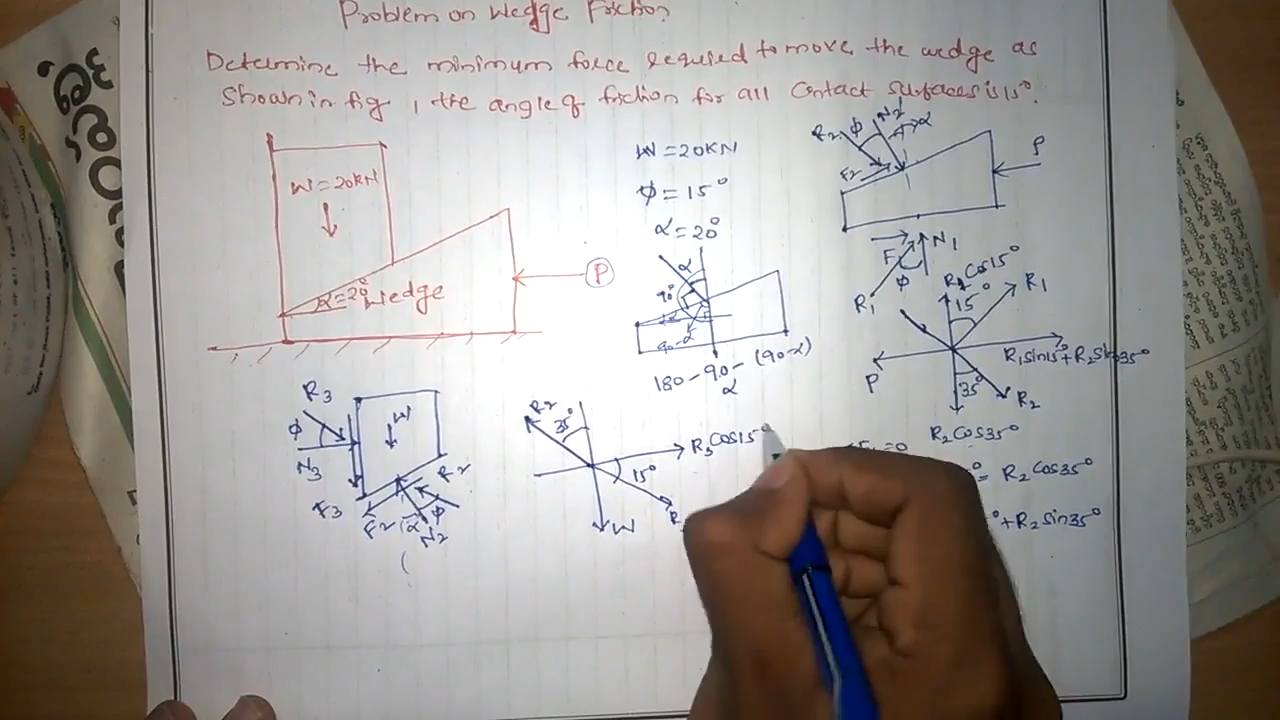 Problem on Wedge Friction
Determine the minimum force required to move the wedge as
Shown in fig, the angle of friction for all Contact surfaces is 15°.
W = 20KN
α = 20°
Wedge
P
W = 20KN
φ = 15°
α = 20°
α
90°
α
90-α
180-90-(90-α)
α
R2
φ
N2
α
F2
P
F1
N1
R1
φ
R1 Cos15°
15°
R1
R1 sin15 + R2 sin35°
P
35°
R2
R2 Cos35°
R3
φ
N3
F3
W
R2
F2
α
φ
N2
R2
35°
R3 Cos15°
15°
W
=0
= R2 Cos35°
+ R2 sin35°